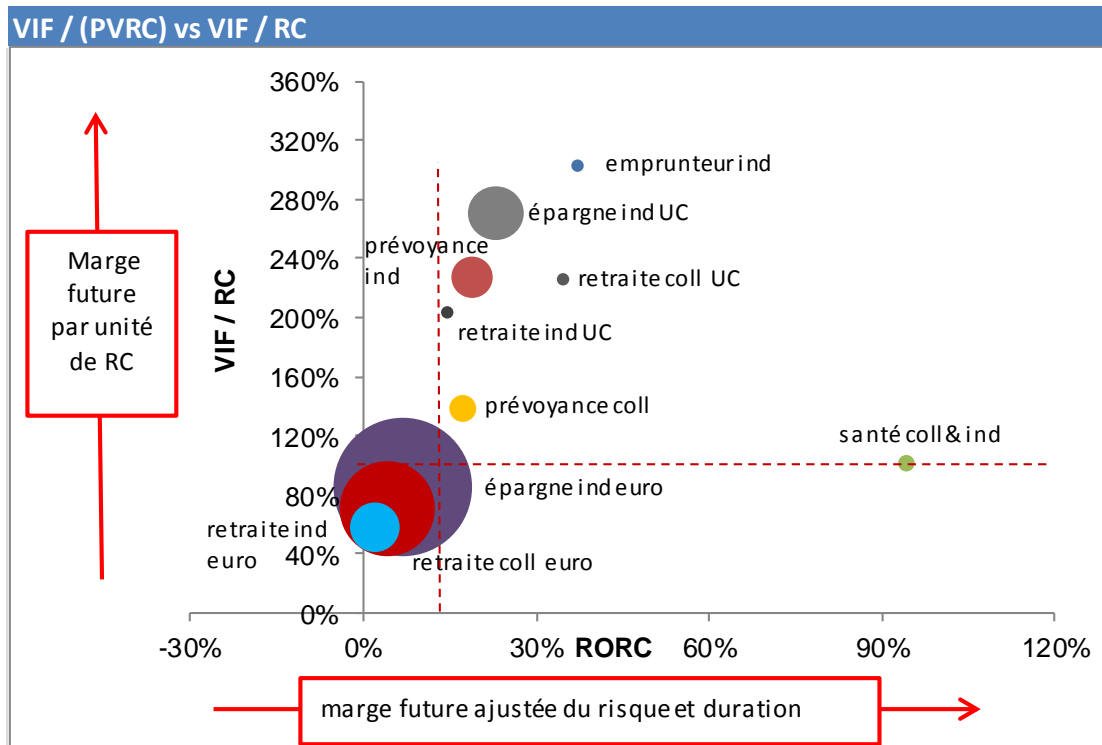 VIF / (PVRC) vs VIF / RC
360%
320%
280%
240%
200%
160%
120%
80%
40%
0%
VIF / RC
Marge
future
par unité
de RC
emprunteur ind
épargne ind UC
prévoyance
ind
retraite coll UC
retraite ind UC
prévoyance coll
santé coll & ind
épargne ind euro
retraite ind
euro
retraite coll euro
-30%
0%
30%
RORC
60%
90%
120%
marge future ajustée du risque et duration